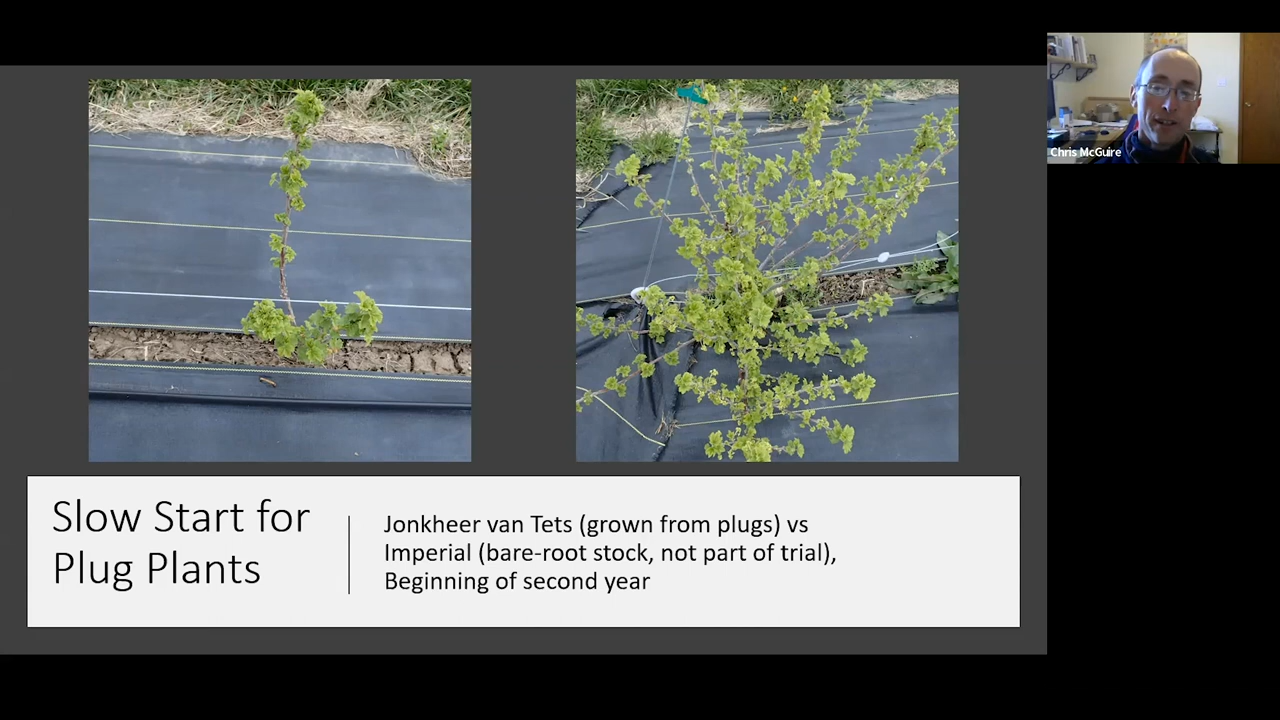 Chris McGuire
Slow Start for
Plug Plants
Jonkheer van Tets (grown from plugs) vs
Imperial (bare-root stock, not part of trial),
Beginning of second year